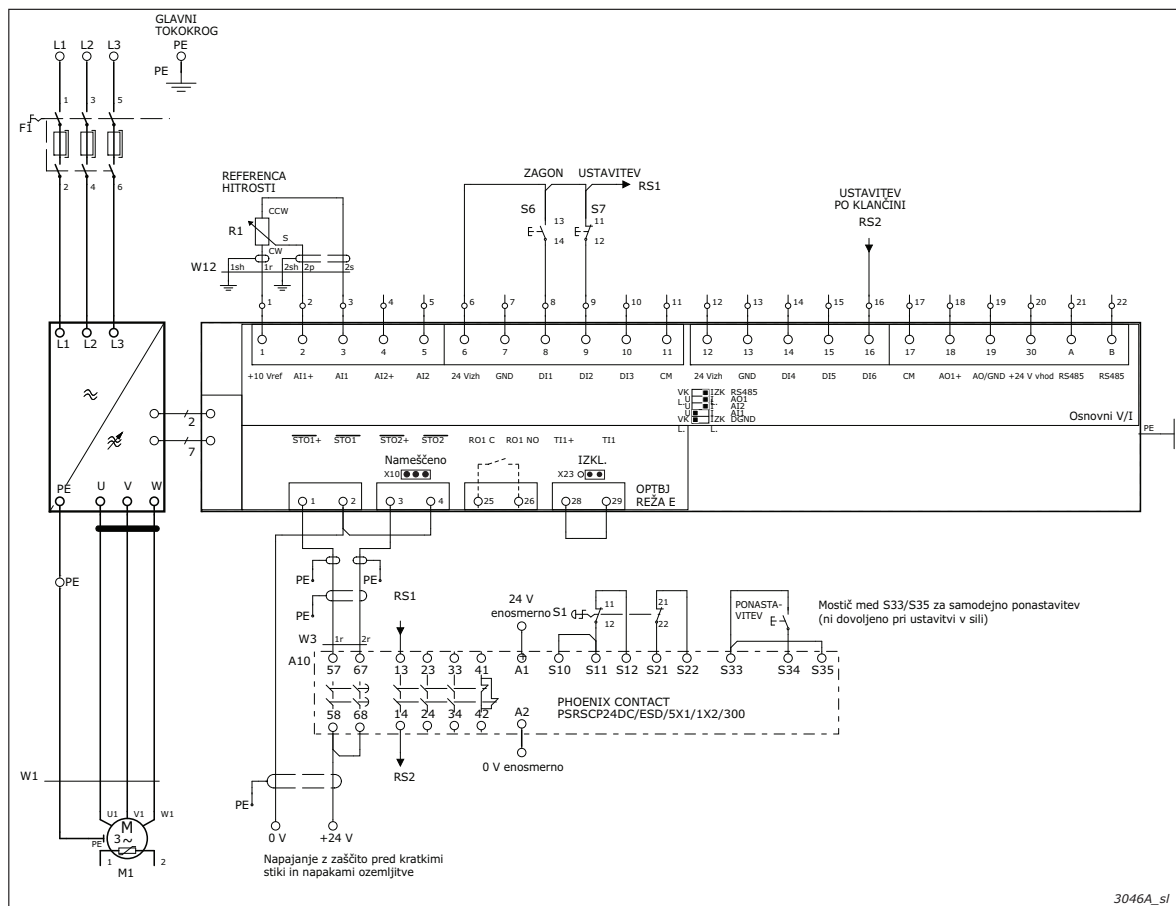 GLAVNI
TOKOKROG
L1 L2 L3 PE
PE
1 3 5
F1
2 4 6
REFERENCA
HITROSTI
CCW
R1
S
CW
W12
1sh 1r 2sh 2p 2s
ZAGON USTAVITEV
RS1
S6 S7
13 11
14 12
USTAVITEV
PO KLANČINI
RS2
1 2 3 4 5 6 7 8 9 10 11 12 13 14 15 16 17 18 19 20 21 22
L1 L2 L3
1 2 3 4 5 6 7 8 9 10 11 12 13 14 15 16 17 18 19 30 A B
+10 Vref AI1+ AI1 AI2+ AI2 24 Vizh GND DI1 DI2 DI3 CM 24 Vizh GND DI4 DI5 DI6 CM AO1+ AO/GND +24 V vhod RS485 RS485
VK IZK RS485
L. U L. AO1
U AI2
U AI1
VK IZK DGND
L. L.
Osnovni V/I
2
7
PE
STO1+ STO1 STO2+ STO2 RO1 C RO1 NO TI1+ TI1
Nameščeno
X10
IZKL.
X23
OPTBJ
REŽA E
PE U V W
1 2 3 4 25 26 28 29
PE
PE PE
PE
RS1
24 V
enosmerno
S1
11 21
12 22
PONASTA-
VITEV
Mostič med S33/S35 za samodejno ponastavitev
(ni dovoljeno pri ustavitvi v sili)
W3 1r 2r
A10
57 67 13 23 33 41 A1 S10 S11 S12 S21 S22 S33 S34 S35
58 68 14 24 34 42 A2
PHOENIX CONTACT
PSRSCP24DC/ESD/5X1/1X2/300
RS2
0 V enosmerno
W1
PE
U1 V1 W1
M
3~
PE
1 2
M1
0 V +24 V
Napajanje z zaščito pred kratkimi
stiki in napakami ozemljitve
3046A_sl